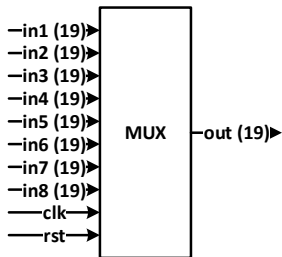 in1 (19)
in2 (19)
in3 (19)
in4 (19)
in5 (19)
in6 (19)
in7 (19)
in8 (19)
clk
rst
MUX
out (19)